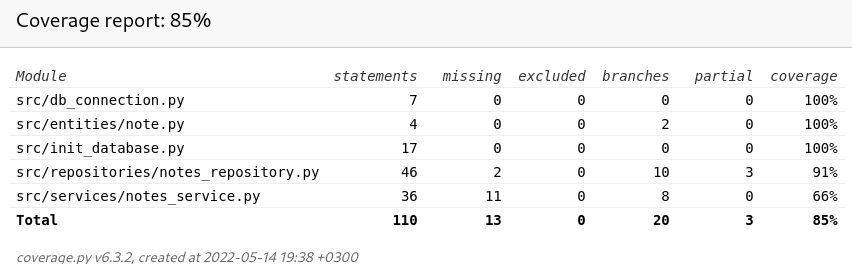 Coverage report: 85%
Module statements missing excluded branches partial coverage
src/db_connection.py 7 0 0 0 0 100%
src/entities/note.py 4 0 0 2 0 100%
src/init_database.py 17 0 0 0 0 100%
src/repositories/notes_repository.py 46 2 0 10 3 91%
src/services/notes_service.py 36 11 0 8 0 66%
Total 110 13 0 20 3 85%
coverage.py v6.3.2, created at 2022-05-14 19:38 +0300